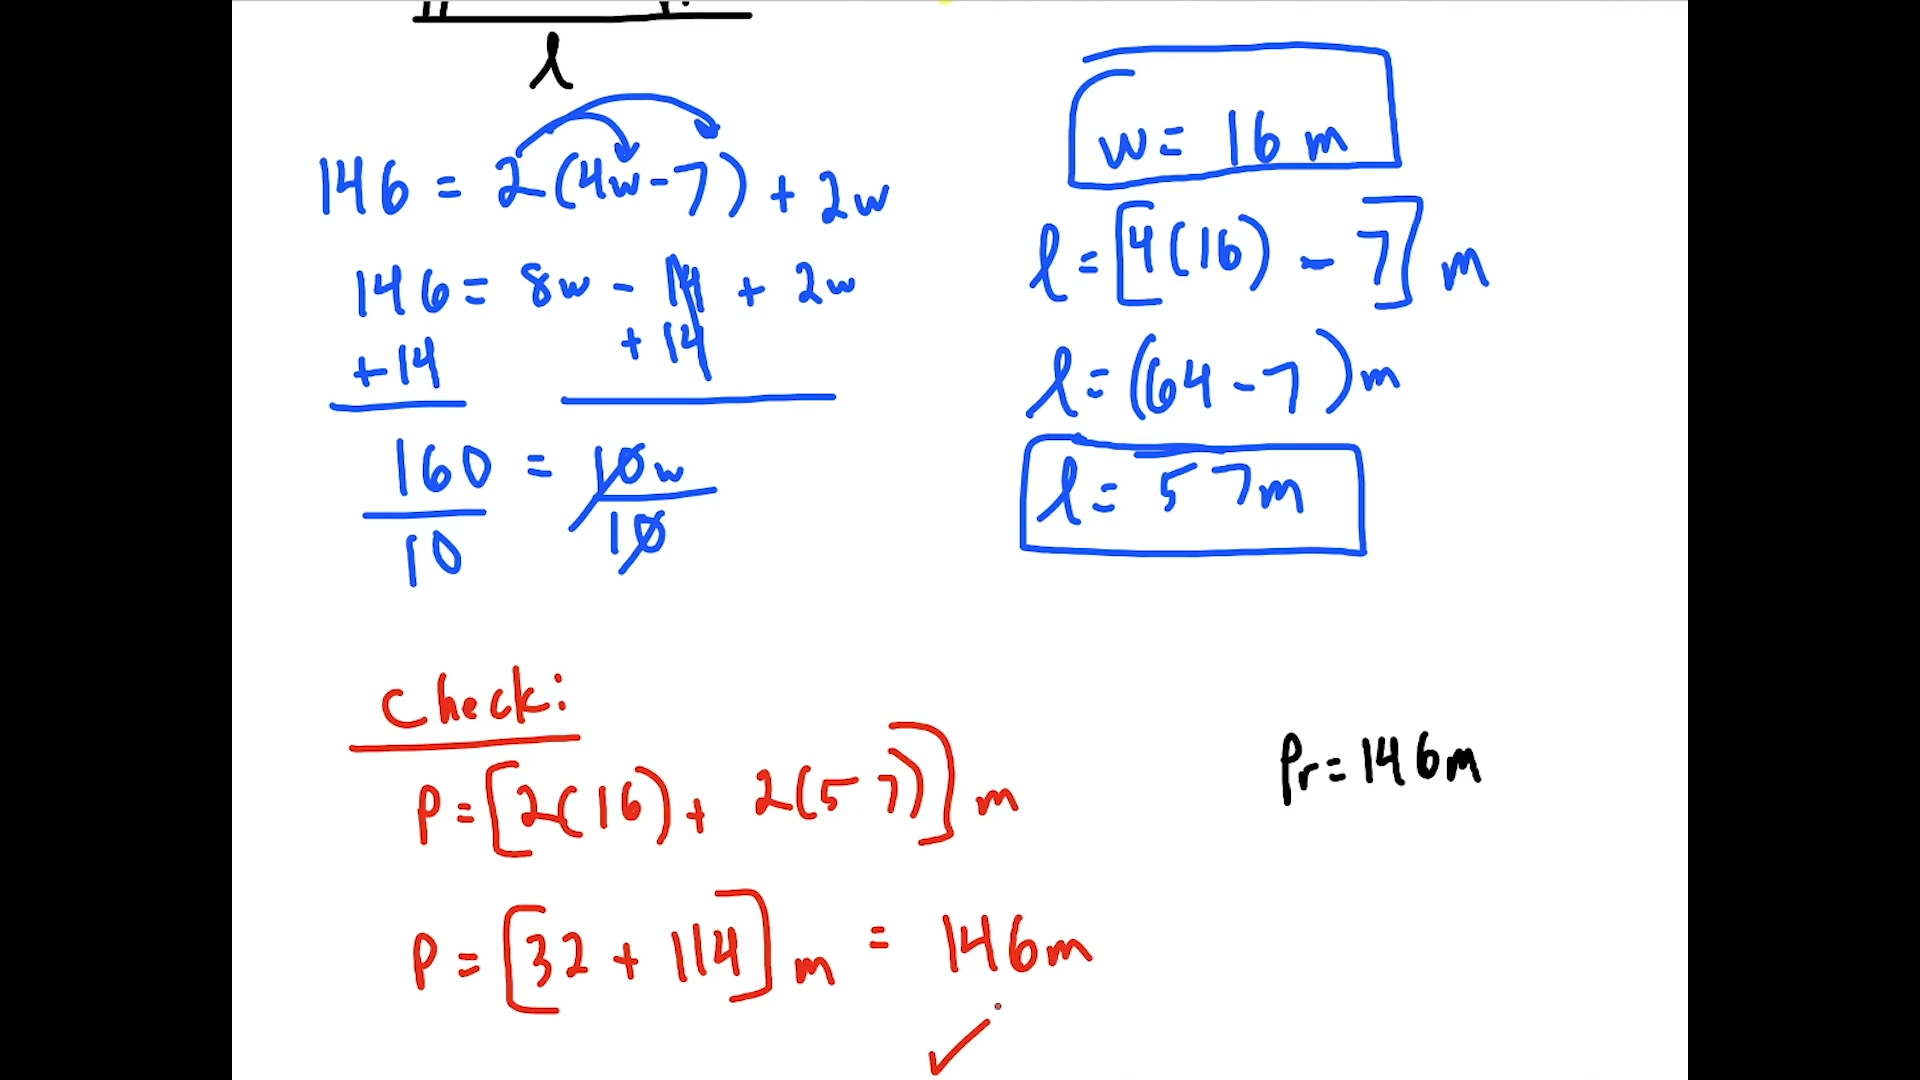 l
146 = 2(4w-7) + 2w
146 = 8w - 14 + 2w
+14 +14
160 = 10w
10 10
w = 16 m
l = [4(16) - 7] m
l = (64 - 7) m
l = 57m
Check:
P = [2(16) + 2(57)] m
P = [32 + 114] m = 146m
Pr = 146m